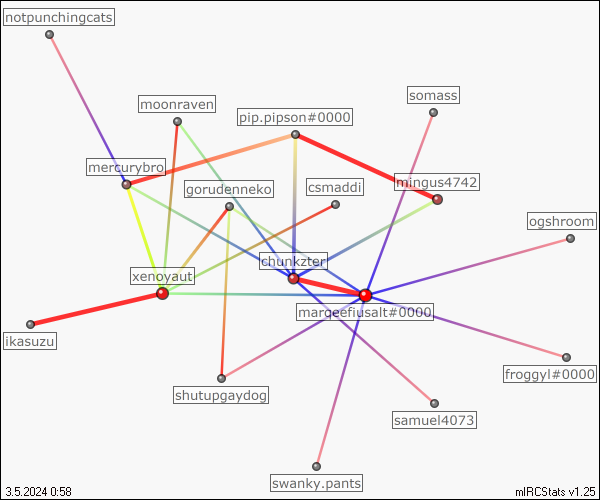 notpunchingcats
moonraven
somass
pip.pipson#0000
mercurybro
mingus4742
gorudenneko
csmaddi
ogshroom
chunkzter
xenoyaut
margeefiusalt#0000
ikasuzu
froggyl#0000
shutupgaydog
samuel4073
swanky.pants
3.5.2024 0:58
mIRCStats v1.25